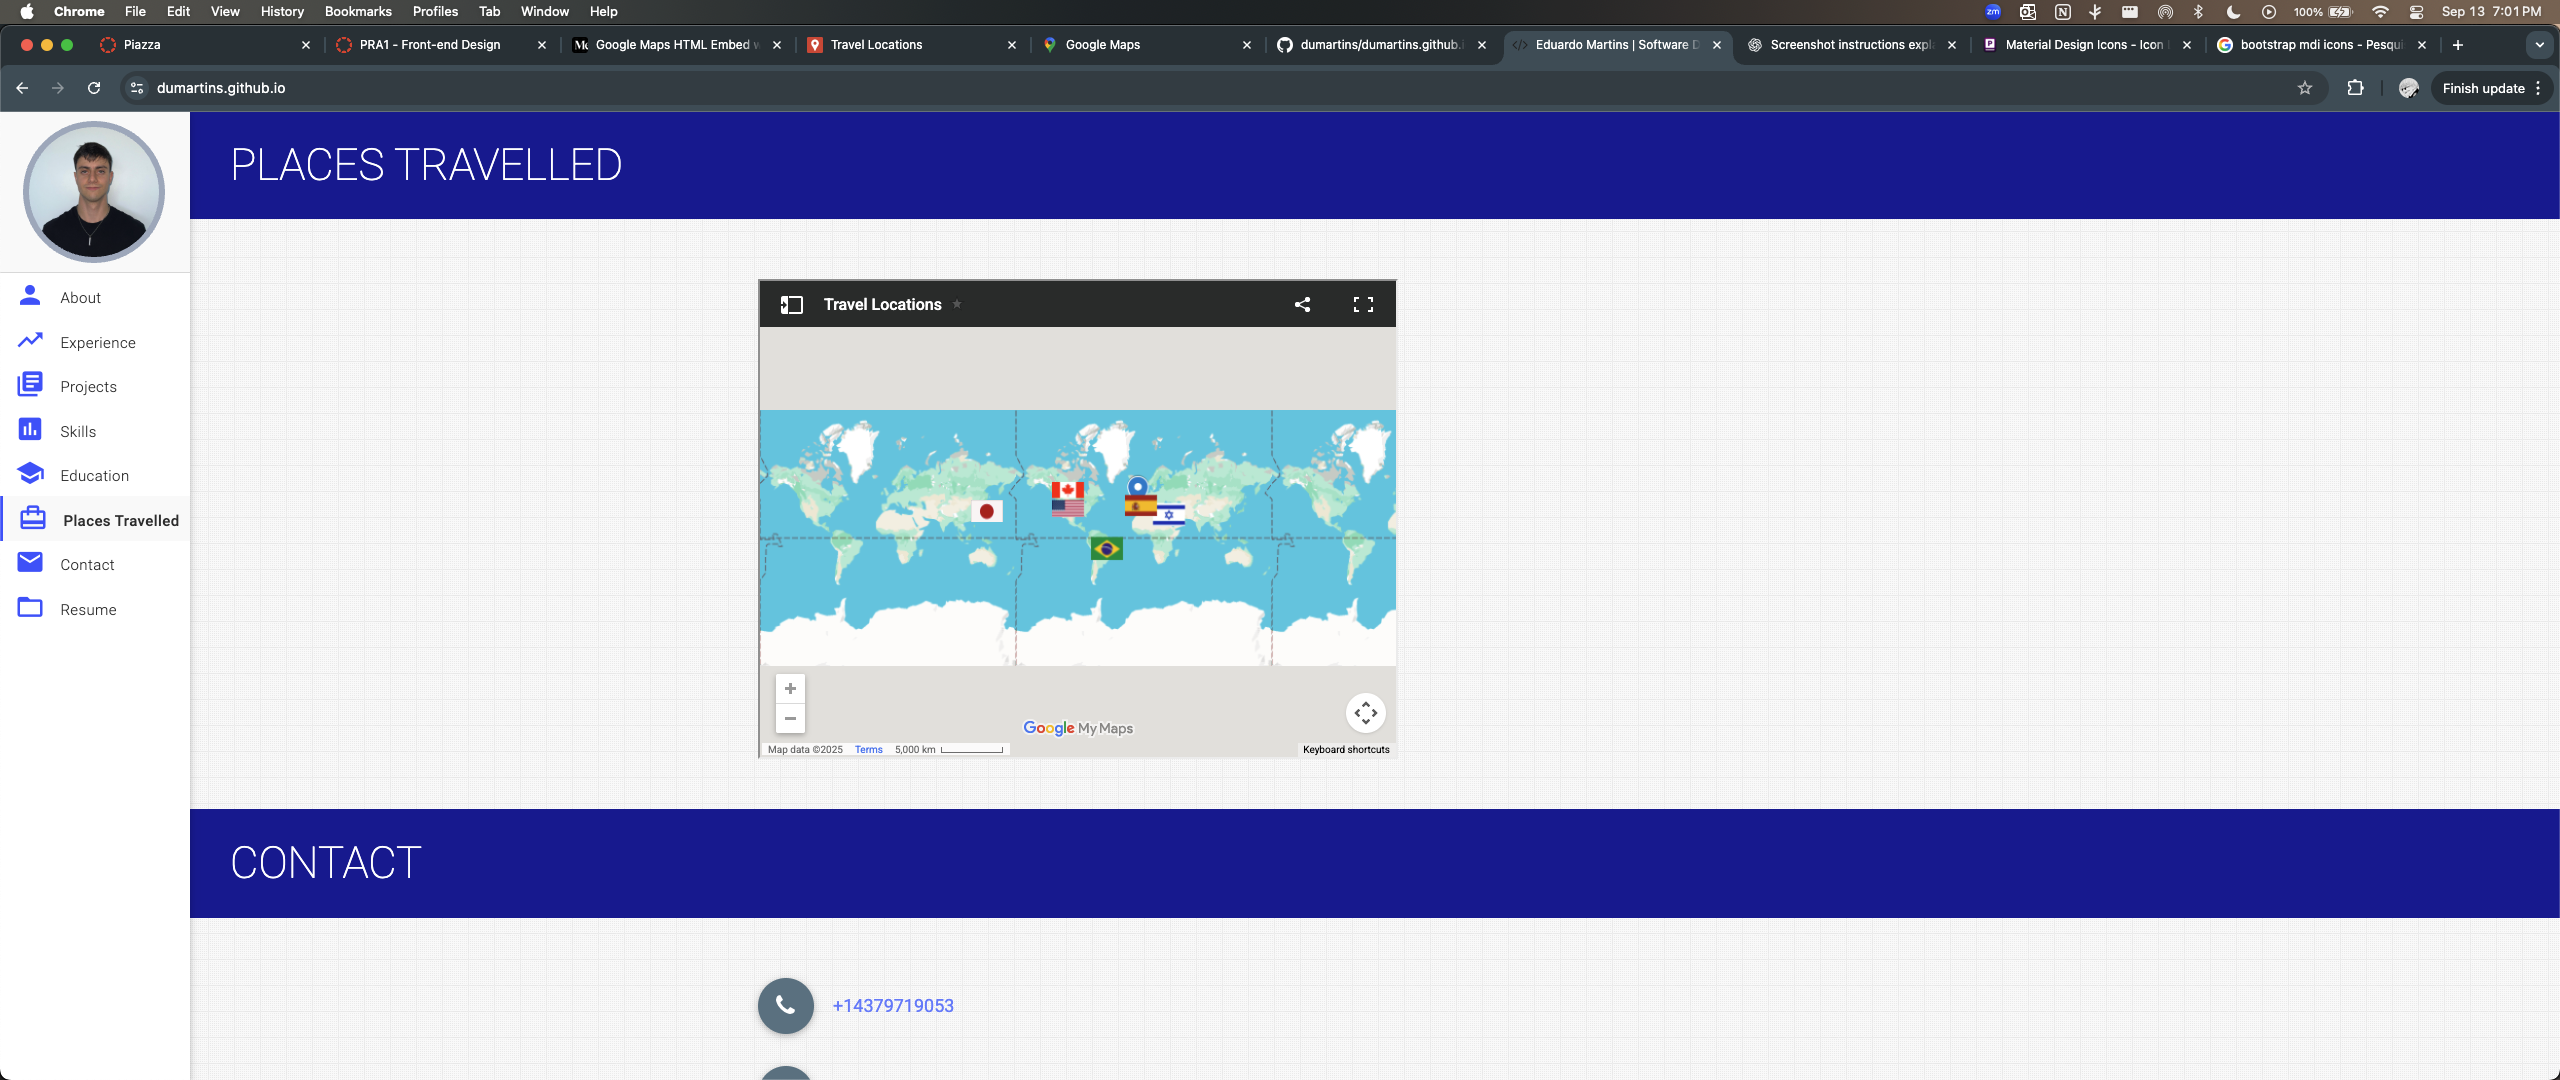 Chrome File Edit View History Bookmarks Profiles Tab Window Help
zm
100%
Sep 13 7:01 PM
Piazza
PRA1 - Front-end Design
Google Maps HTML Embed
Travel Locations
Google Maps
dumartins/dumartins.github.i
Eduardo Martins | Software D
Screenshot instructions expl
Material Design Icons - Icon
bootstrap mdi icons - Pesqui
dumartins.github.io
Finish update
PLACES TRAVELLED
Travel Locations
About
Experience
Projects
Skills
Education
Places Travelled
Contact
Resume
Google My Maps
Map data ©2025 Terms 5,000 km
Keyboard shortcuts
CONTACT
+14379719053